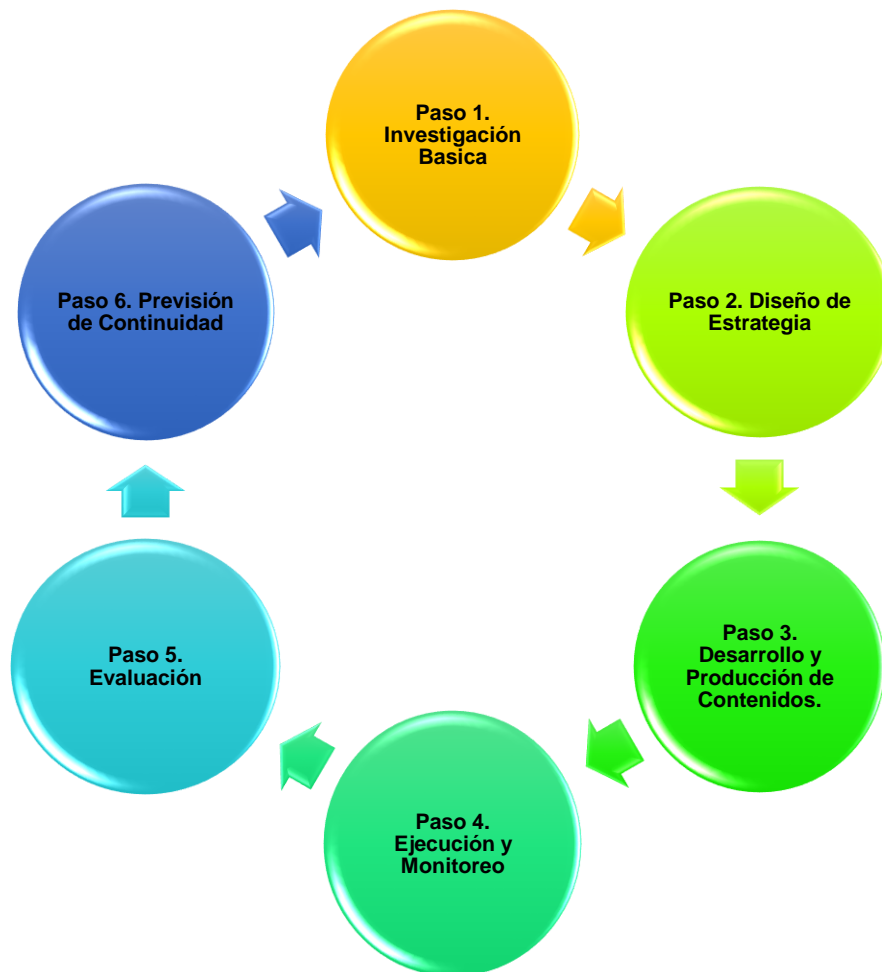 Paso 1.
Investigación
Basica
Paso 2. Diseño de
Estrategia
Paso 3.
Desarrollo y
Producción de
Contenidos.
Paso 4.
Ejecución y
Monitoreo
Paso 5.
Evaluación
Paso 6. Previsión
de Continuidad